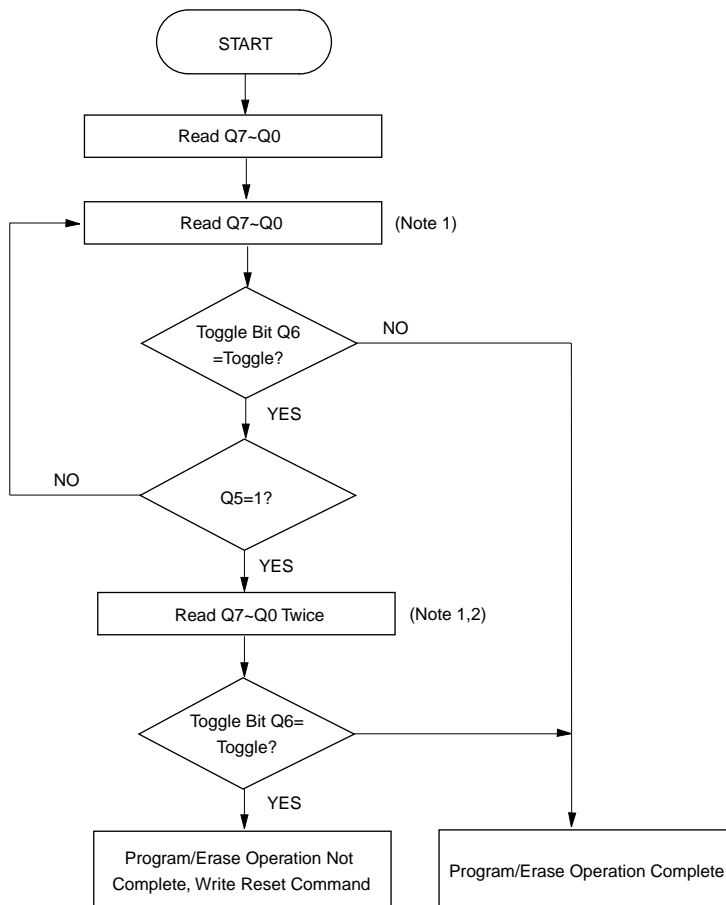 START
Read Q7~Q0
Read Q7~Q0
(Note 1)
Toggle Bit Q6
=Toggle?
NO
YES
NO
Q5=1?
YES
Read Q7~Q0 Twice
(Note 1,2)
Toggle Bit Q6=
Toggle?
YES
Program/Erase Operation Not
Complete, Write Reset Command
Program/Erase Operation Complete